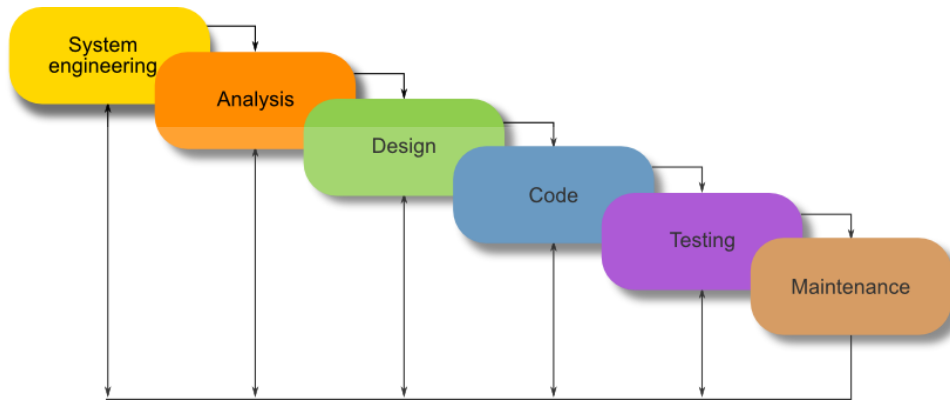 System
engineering
Analysis
Design
Code
Testing
Maintenance